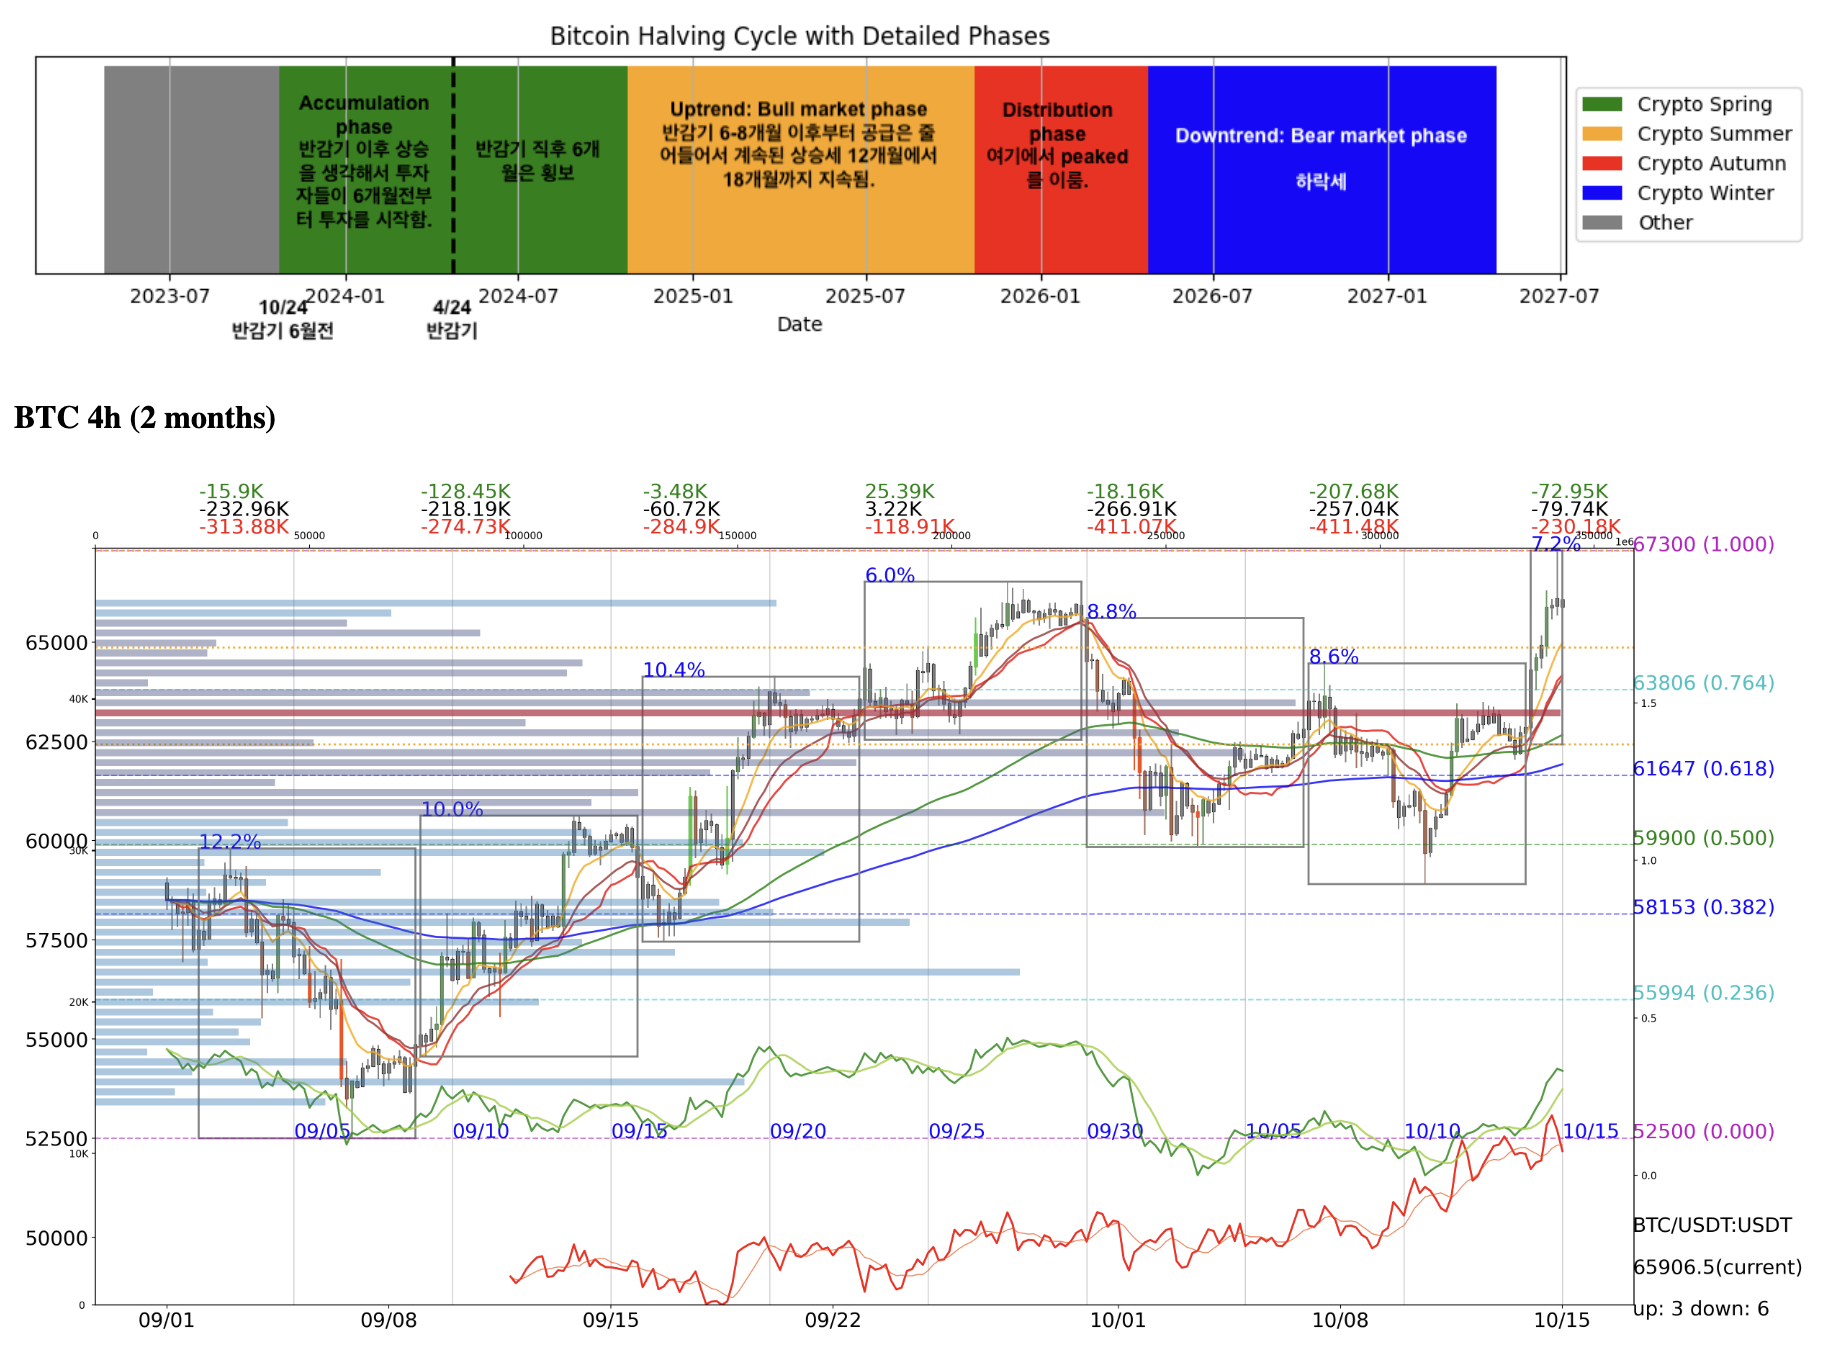 Bitcoin Halving Cycle with Detailed Phases
Accumulation
phase
반감기 이후 상승
을 생각해서 투자
자들이 6개월전부
터 투자를 시작함.
반감기 직후 6개
월은 횡보
Uptrend: Bull market phase
반감기 6-8개월 이후부터 공급은 줄
어들어서 계속된 상승세 12개월에서
18개월까지 지속됨.
Distribution
phase
여기에서 peaked
를 이룸.
Downtrend: Bear market phase
하락세
Crypto Spring
Crypto Summer
Crypto Autumn
Crypto Winter
Other
2023-07 2024-01 2024-07 2025-01 2025-07 2026-01 2026-07 2027-01 2027-07
10/24
반감기 6월전
4/24
반감기
Date
BTC 4h (2 months)
-15.9K -128.45K -3.48K 25.39K -18.16K -207.68K -72.95K
-232.96K -218.19K -60.72K 3.22K -266.91K -257.04K -79.74K
-313.88K -274.73K -284.9K -118.91K -411.07K -411.48K -230.18K
0 50000 100000 150000 200000 250000 300000 350000 1e6
7.2%
67300 (1.000)
6.0%
8.8%
65000
8.6%
10.4%
63806 (0.764)
40K
1.5
62500
61647 (0.618)
10.0%
60000
12.2%
59900 (0.500)
30K
1.0
58153 (0.382)
57500
55994 (0.236)
20K
0.5
55000
52500
09/05 09/10 09/15 09/20 09/25 09/30 10/05 10/10 10/15
52500 (0.000)
10K
0.0
50000
BTC/USDT:USDT
65906.5(current)
up: 3 down: 6
0
09/01 09/08 09/15 09/22 10/01 10/08 10/15